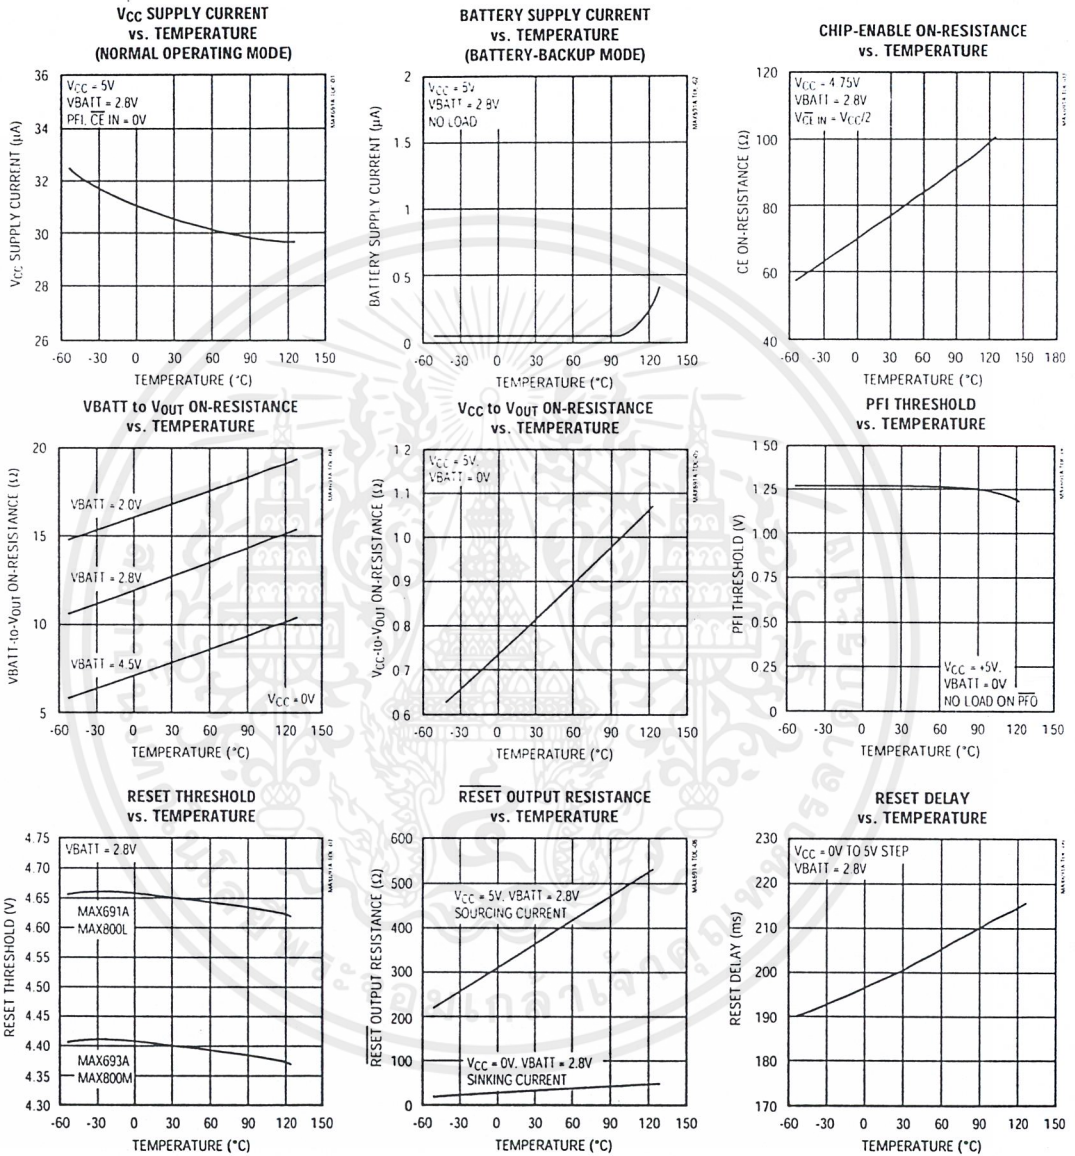 VCC SUPPLY CURRENT
vs. TEMPERATURE
(NORMAL OPERATING MODE)
36
34
32
30
28
26
VCC SUPPLY CURRENT (µA)
VCC = 5V
VBATT = 2.8V
PFI, CE IN = 0V
-60 -30 0 30 60 90 120 150
TEMPERATURE (°C)
BATTERY SUPPLY CURRENT
vs. TEMPERATURE
(BATTERY-BACKUP MODE)
2
1.5
1
0.5
0
BATTERY SUPPLY CURRENT (µA)
VCC = 5V
VBATT = 2.8V
NO LOAD
-60 -30 0 30 60 90 120 150
TEMPERATURE (°C)
CHIP-ENABLE ON-RESISTANCE
vs. TEMPERATURE
120
100
80
60
40
CE ON-RESISTANCE (Ω)
VCC = 4.75V
VBATT = 2.8V
VCE IN = VCC/2
-60 -30 0 30 60 90 120 150 180
TEMPERATURE (°C)
VBATT to VOUT ON-RESISTANCE
vs. TEMPERATURE
20
15
10
5
VBATT-to-VOUT ON-RESISTANCE (Ω)
VBATT = 2.0V
VBATT = 2.8V
VBATT = 4.5V
VCC = 0V
-60 -30 0 30 60 90 120 150
TEMPERATURE (°C)
VCC to VOUT ON-RESISTANCE
vs. TEMPERATURE
1.2
1.1
1.0
0.9
0.8
0.7
0.6
VCC-to-VOUT ON-RESISTANCE (Ω)
VCC = 5V,
VBATT = 0V
-60 -30 0 30 60 90 120 150
TEMPERATURE (°C)
PFI THRESHOLD
vs. TEMPERATURE
1.50
1.25
1.00
0.75
0.50
0.25
0
PFI THRESHOLD (V)
VCC = +5V,
VBATT = 0V
NO LOAD ON PFO
-60 -30 0 30 60 90 120 150
TEMPERATURE (°C)
RESET THRESHOLD
vs. TEMPERATURE
4.75
4.70
4.65
4.60
4.55
4.50
4.45
4.40
4.35
4.30
RESET THRESHOLD (V)
VBATT = 2.8V
MAX691A
MAX800L
MAX693A
MAX800M
-60 -30 0 30 60 90 120 150
TEMPERATURE (°C)
RESET OUTPUT RESISTANCE
vs. TEMPERATURE
600
500
400
300
200
100
0
RESET OUTPUT RESISTANCE (Ω)
VCC = 5V, VBATT = 2.8V
SOURCING CURRENT
VCC = 0V, VBATT = 2.8V
SINKING CURRENT
-60 -30 0 30 60 90 120 150
TEMPERATURE (°C)
RESET DELAY
vs. TEMPERATURE
230
220
210
200
190
180
170
RESET DELAY (ms)
VCC = 0V TO 5V STEP
VBATT = 2.8V
-60 -30 0 30 60 90 120 150
TEMPERATURE (°C)